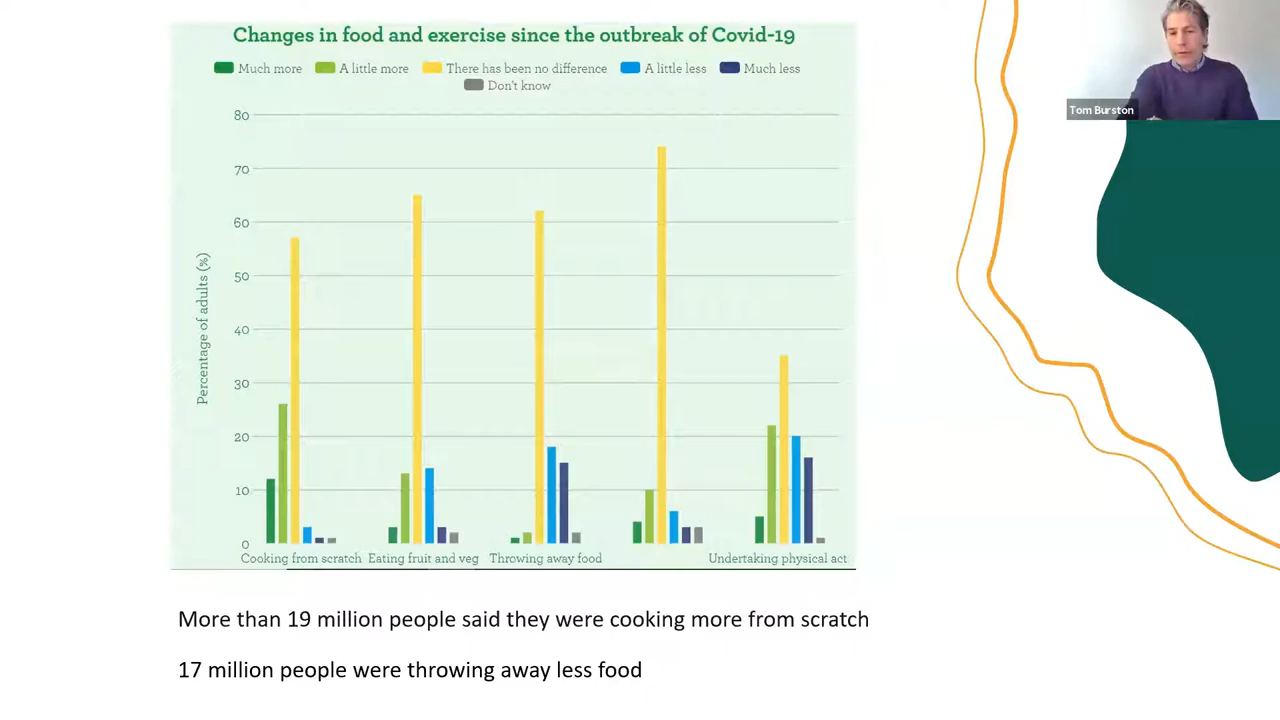 Changes in food and exercise since the outbreak of Covid-19
Much more A little more There has been no difference A little less Much less
Don't know
Tom Burston
Percentage of adults (%)
80
70
60
50
40
30
20
10
0
Cooking from scratch Eating fruit and veg Throwing away food Undertaking physical act
More than 19 million people said they were cooking more from scratch
17 million people were throwing away less food